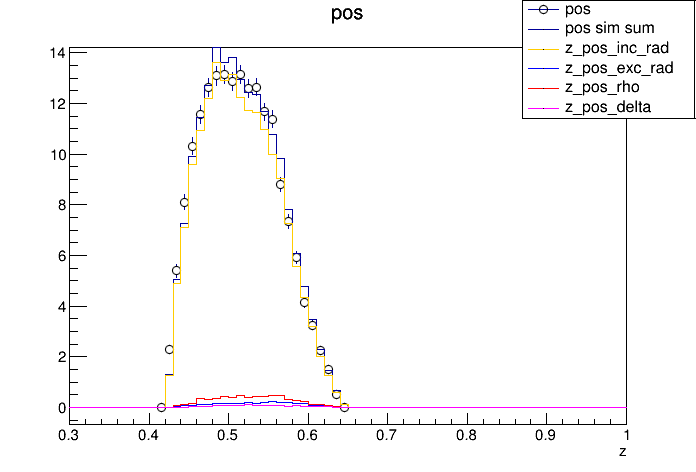 pos
pos
pos sim sum
z_pos_inc_rad
z_pos_exc_rad
z_pos_rho
z_pos_delta
14
12
10
8
6
4
2
0
0.3 0.4 0.5 0.6 0.7 0.8 0.9 1
z